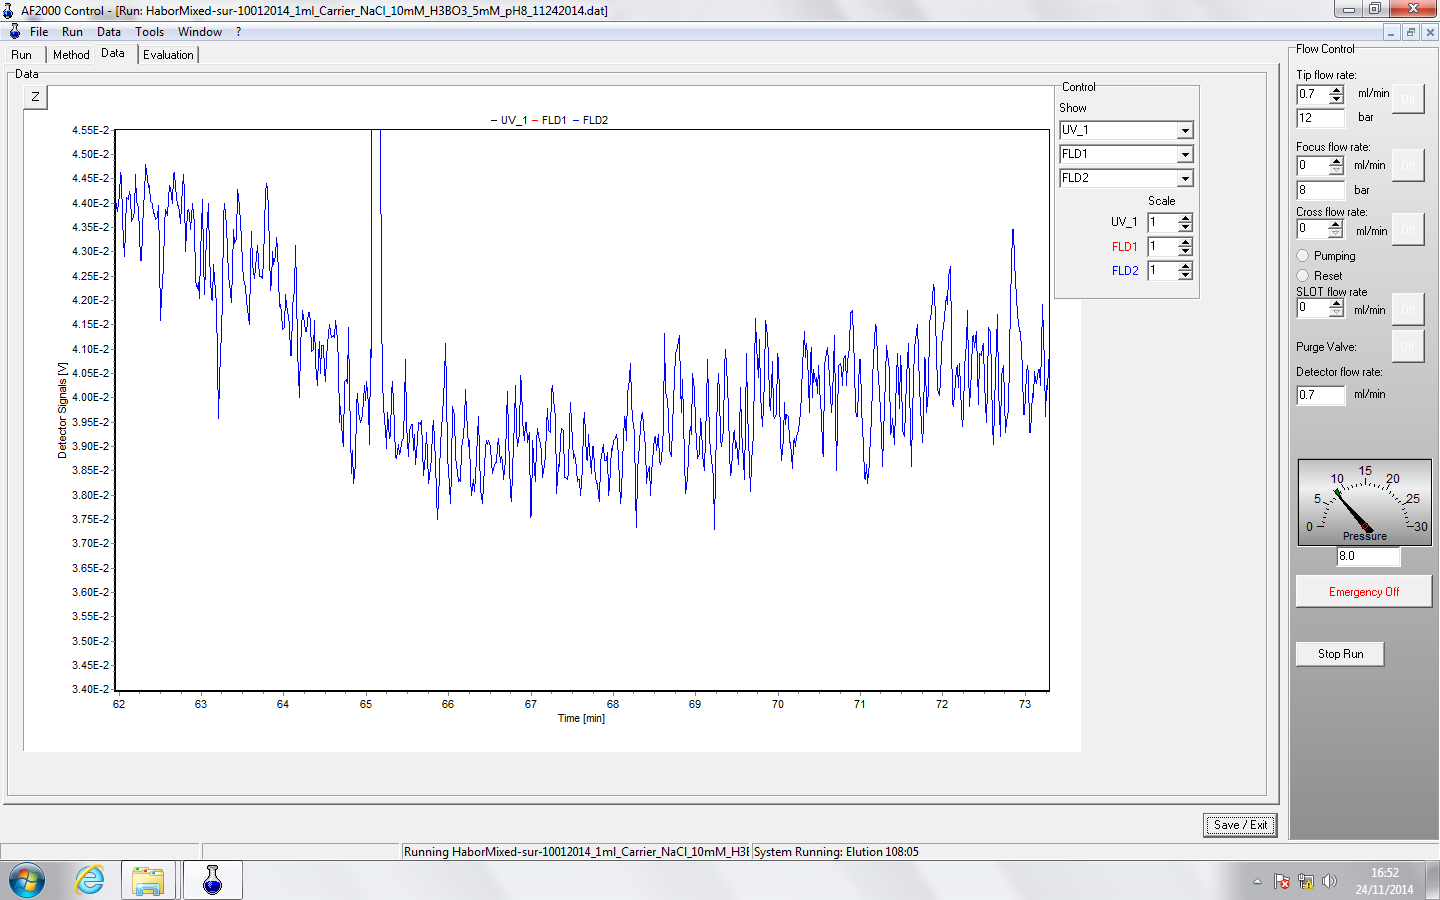 AF2000 Control - [Run: HaborMixed-sur-10012014_1ml_Carrier_NaCl_10mM_H3BO3_5mM_pH8_11242014.dat]
File Run Data Tools Window ?
Run Method Data Evaluation
Data
Z
UV_1 FLD1 FLD2
4.55E-2
4.50E-2
4.45E-2
4.40E-2
4.35E-2
4.30E-2
4.25E-2
4.20E-2
4.15E-2
4.10E-2
4.05E-2
4.00E-2
3.95E-2
3.90E-2
3.85E-2
3.80E-2
3.75E-2
3.70E-2
3.65E-2
3.60E-2
3.55E-2
3.50E-2
3.45E-2
3.40E-2
Detector Signals [V]
62 63 64 65 66 67 68 69 70 71 72 73
Time [min]
Control
Show
UV_1
FLD1
FLD2
Scale
UV_1 1
FLD1 1
FLD2 1
Flow Control
Tip flow rate:
0.7 ml/min Off
12 bar
Focus flow rate:
0 ml/min Off
8 bar
Cross flow rate:
0 ml/min Off
Pumping
Reset
SLOT flow rate
0 ml/min Off
Purge Valve: Off
Detector flow rate:
0.7 ml/min
0 5 10 15 20 25 30
Pressure
8.0
Emergency Off
Stop Run
Save / Exit
Running HaborMixed-sur-10012014_1ml_Carrier_NaCl_10mM_H3E System Running: Elution 108:05
16:52
24/11/2014